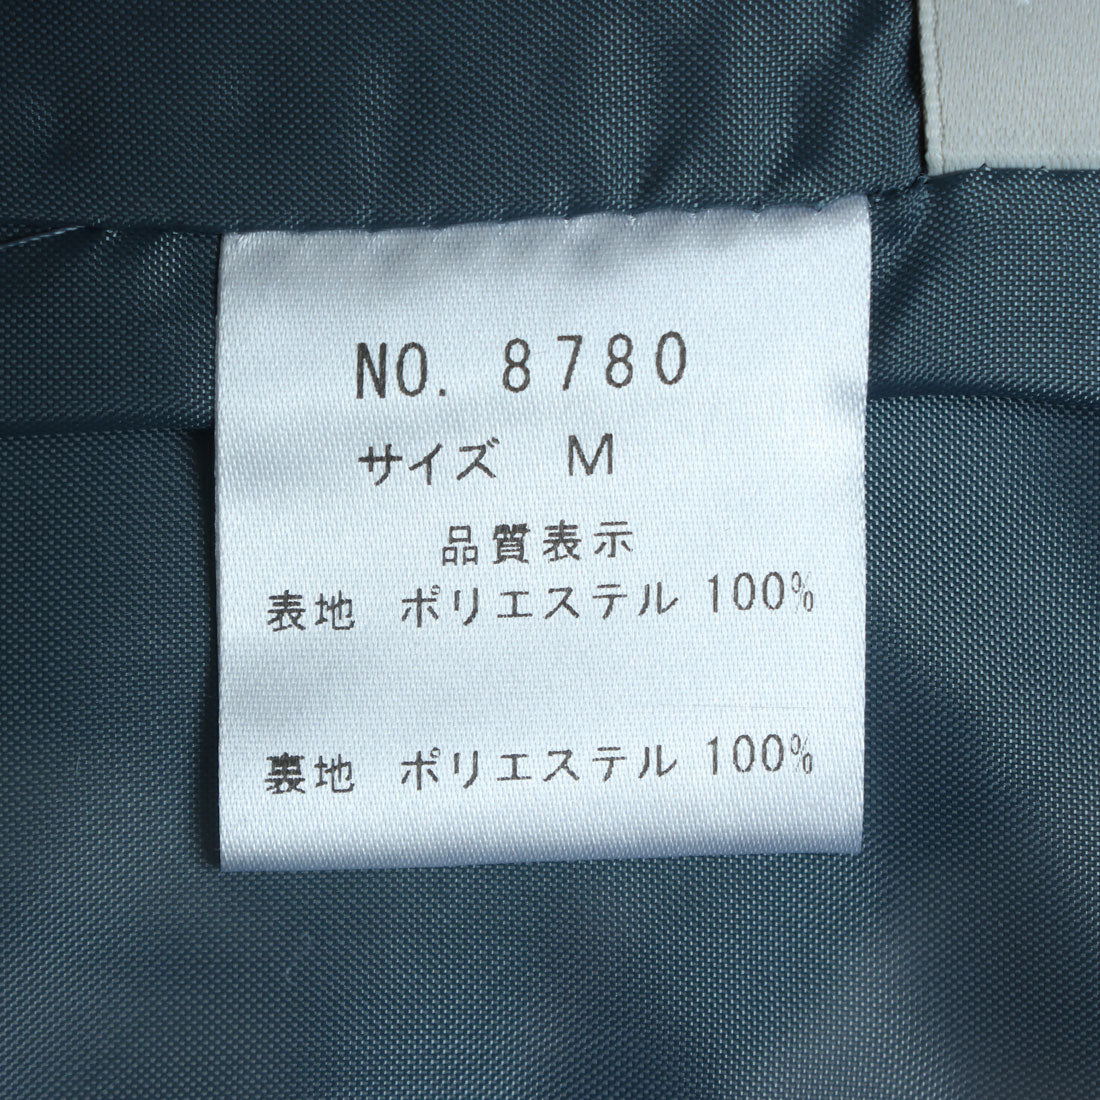 NO. 8780
サイズ M
品質表示
表地 ポリエステル 100%
裏地 ポリエステル 100%